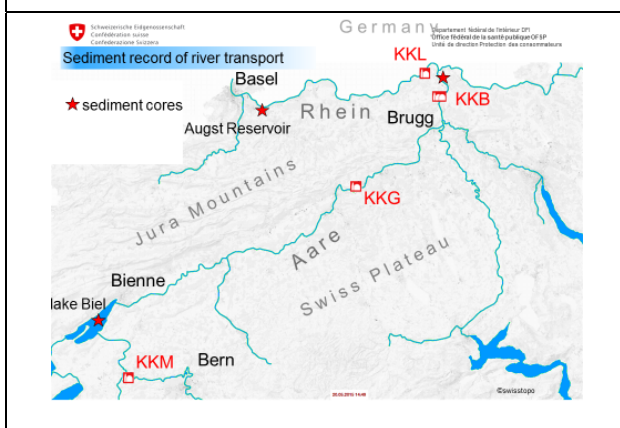 Schweizerische Eidgenossenschaft
Confédération suisse
Confederazione Svizzera
Germany
Département fédéral de l'intérieur DFI
Office fédéral de la santé publique OFSP
Unité de direction Protection des consommateurs
Sediment record of river transport
KKL
Basel
sediment cores
Rhein
KKB
Augst Reservoir
Brugg
Jura Mountains
KKG
Aare
Swiss Plateau
Bienne
lake Biel
KKM
Bern
©swisstopo